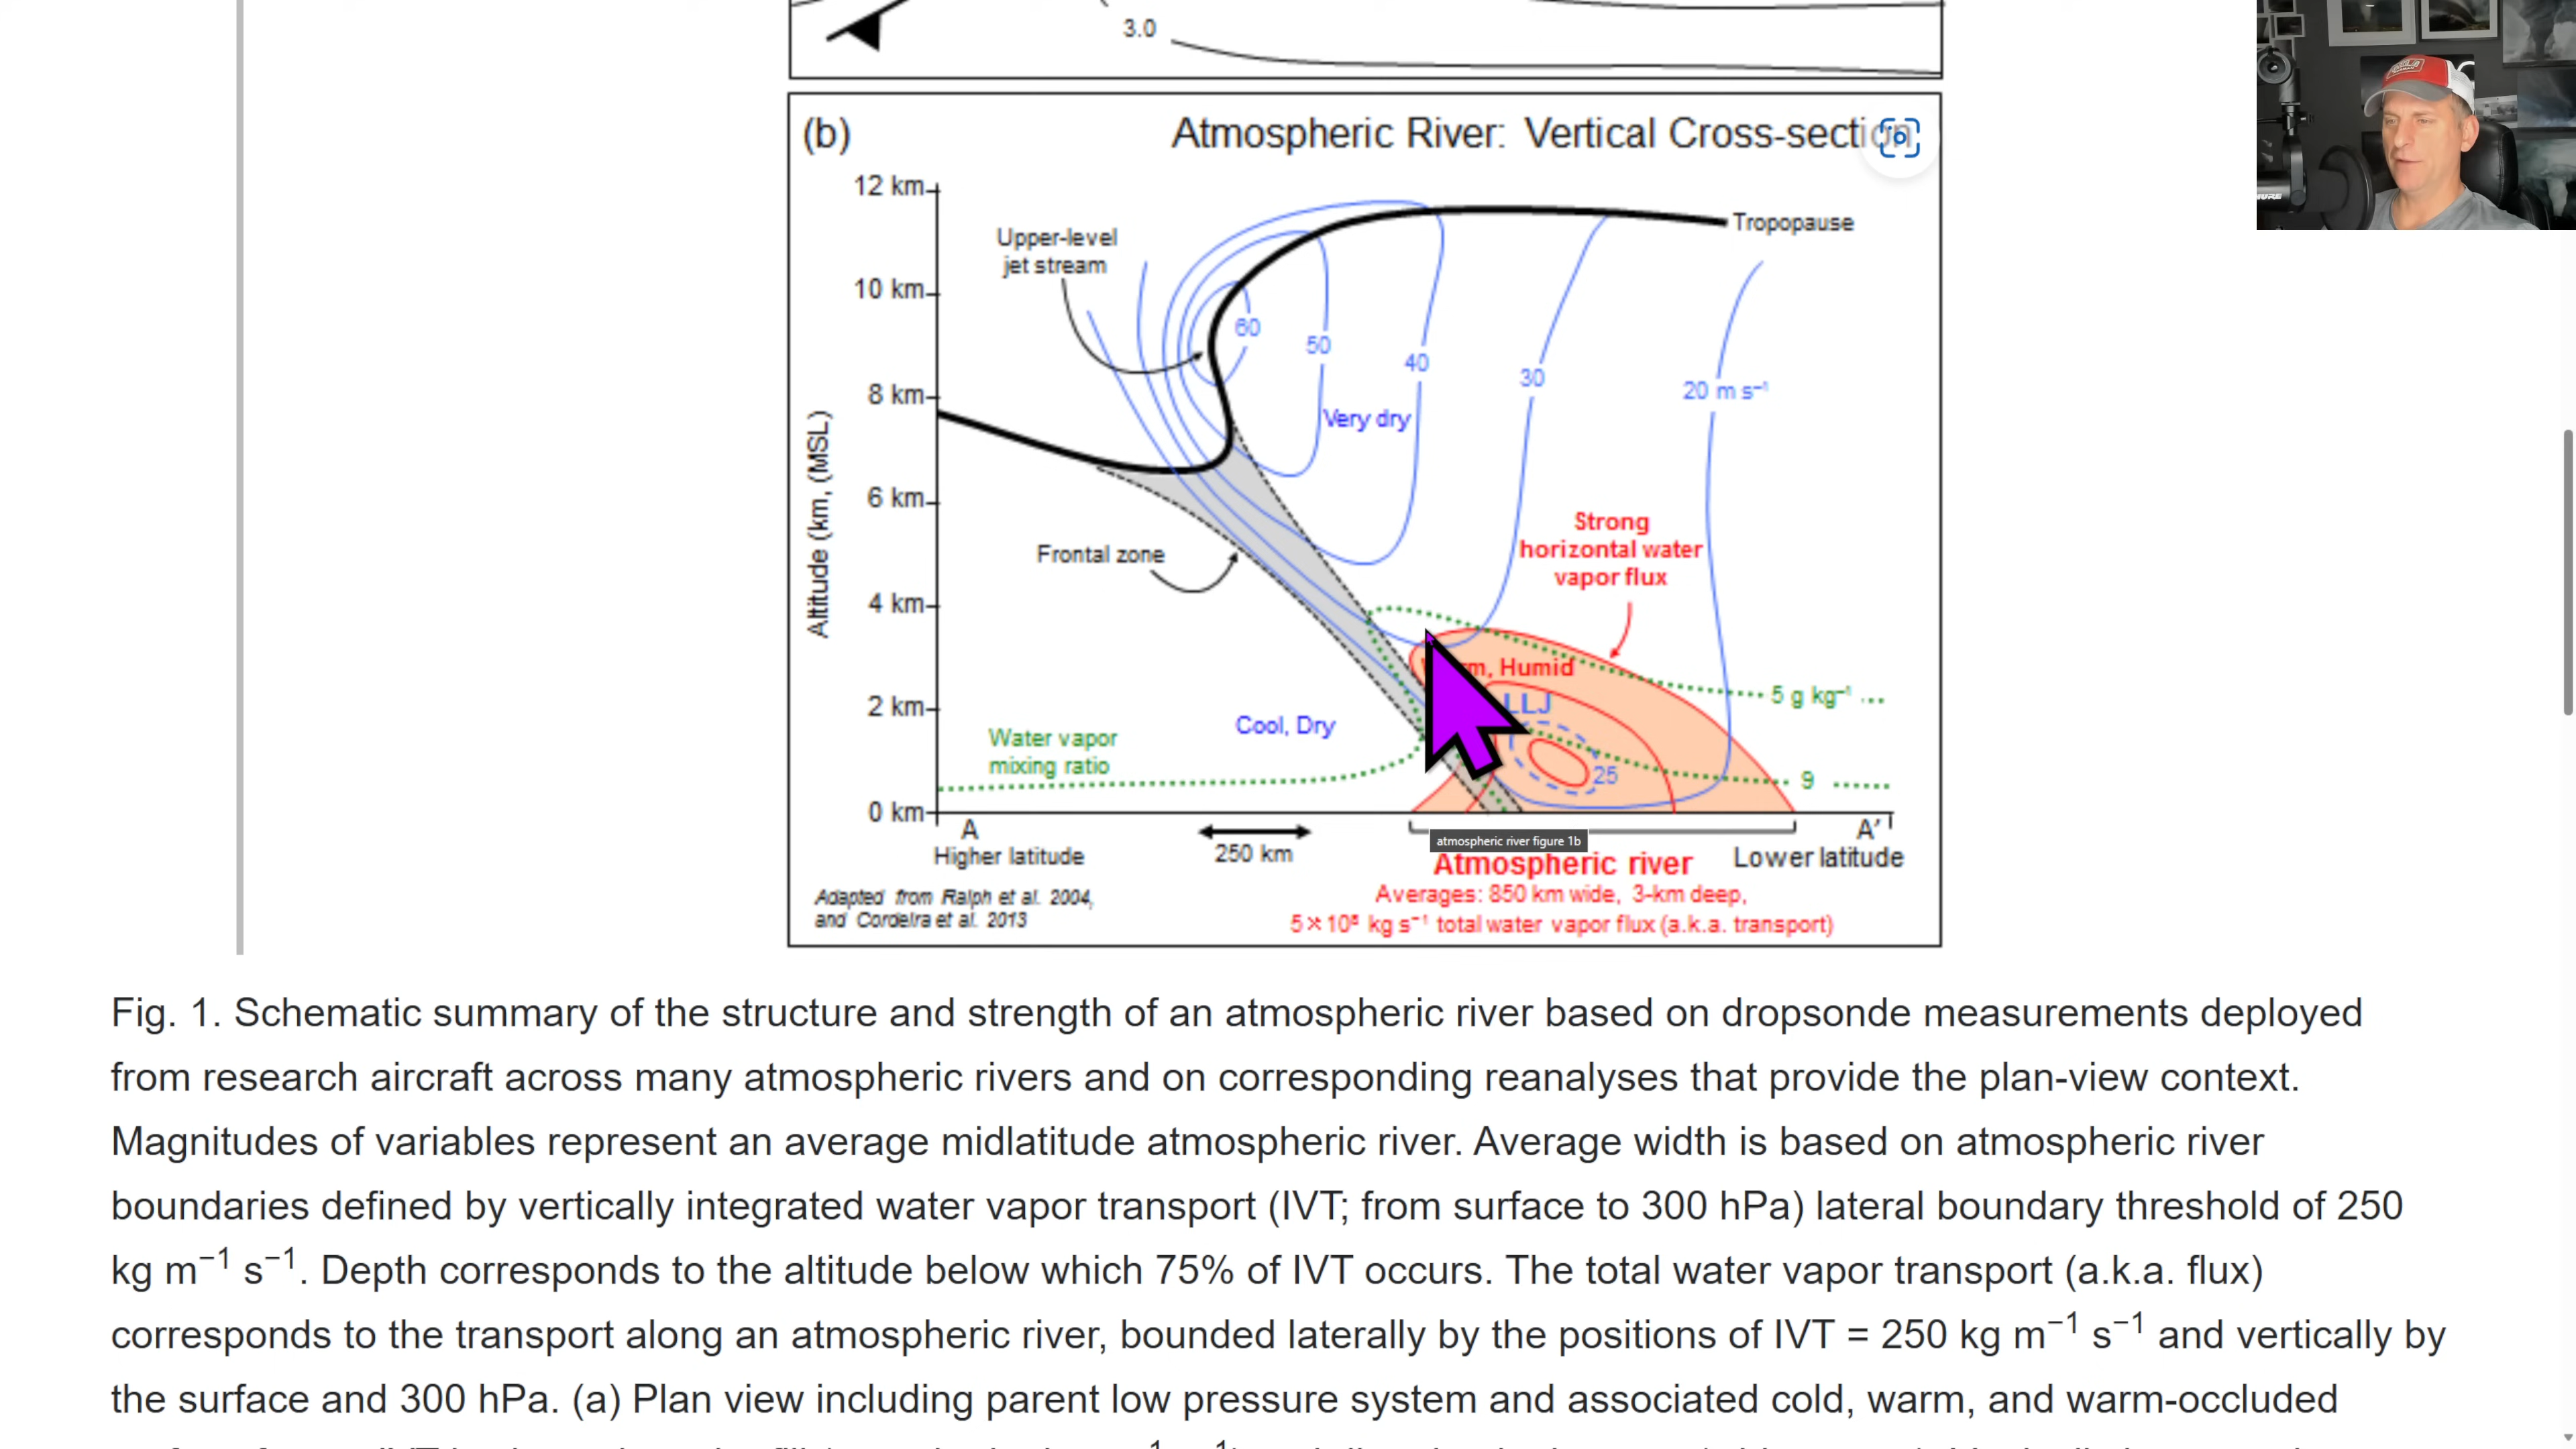 3.0
(b)
Atmospheric River: Vertical Cross-section
12 km
Upper-level
jet stream
Tropopause
10 km
60
50
40
30
20 m s⁻¹
8 km
Very dry
Altitude (km, (MSL)
6 km
Strong
horizontal water
vapor flux
Frontal zone
4 km
Humid
LLJ
5 g kg⁻¹
2 km
Cool, Dry
Water vapor
mixing ratio
25
9
0 km
A
A′
Higher latitude
250 km
atmospheric river figure 1b
Atmospheric river
Lower latitude
Adapted from Ralph et al. 2004,
and Cordeira et al. 2013
Averages: 850 km wide, 3-km deep,
5 × 10⁸ kg s⁻¹ total water vapor flux (a.k.a. transport)
Fig. 1. Schematic summary of the structure and strength of an atmospheric river based on dropsonde measurements deployed
from research aircraft across many atmospheric rivers and on corresponding reanalyses that provide the plan-view context.
Magnitudes of variables represent an average midlatitude atmospheric river. Average width is based on atmospheric river
boundaries defined by vertically integrated water vapor transport (IVT; from surface to 300 hPa) lateral boundary threshold of 250
kg m⁻¹ s⁻¹. Depth corresponds to the altitude below which 75% of IVT occurs. The total water vapor transport (a.k.a. flux)
corresponds to the transport along an atmospheric river, bounded laterally by the positions of IVT = 250 kg m⁻¹ s⁻¹ and vertically by
the surface and 300 hPa. (a) Plan view including parent low pressure system and associated cold, warm, and warm-occluded